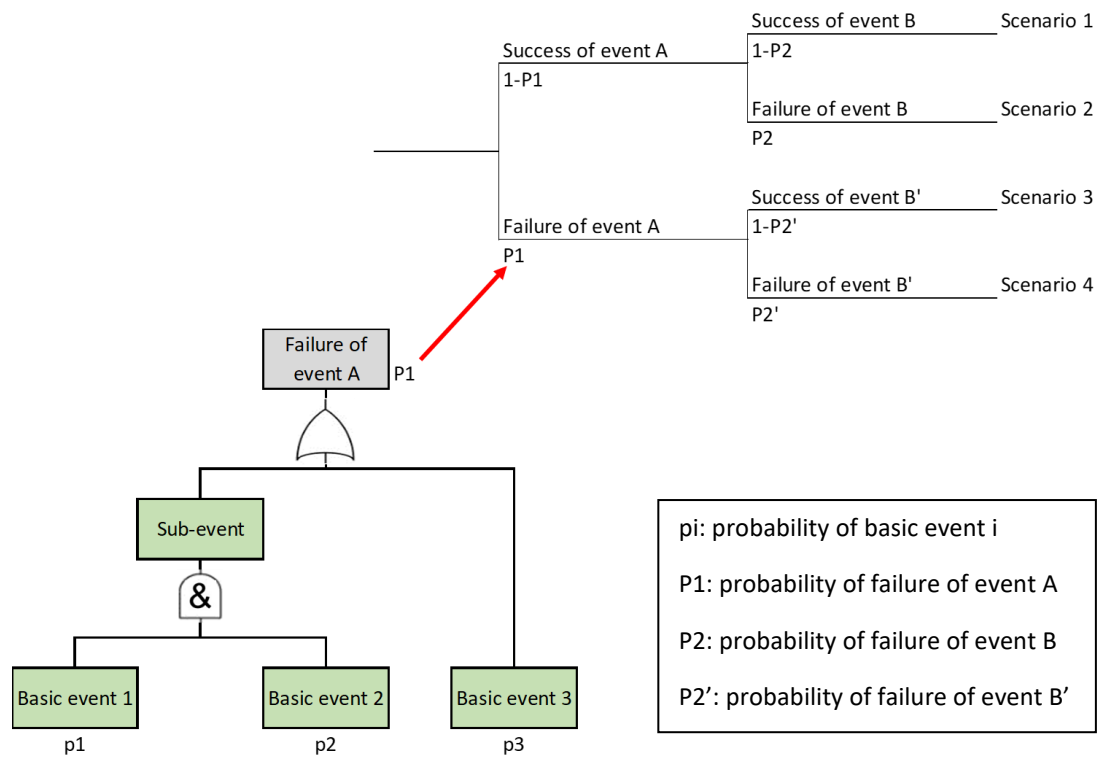 Success of event B
Scenario 1
Success of event A
1-P2
1-P1
Failure of event B
Scenario 2
P2
Success of event B'
Scenario 3
Failure of event A
1-P2'
P1
Failure of event B'
Scenario 4
P2'
Failure of
event A
P1
Sub-event
&
Basic event 1
Basic event 2
Basic event 3
p1
p2
p3
pi: probability of basic event i
P1: probability of failure of event A
P2: probability of failure of event B
P2’: probability of failure of event B’